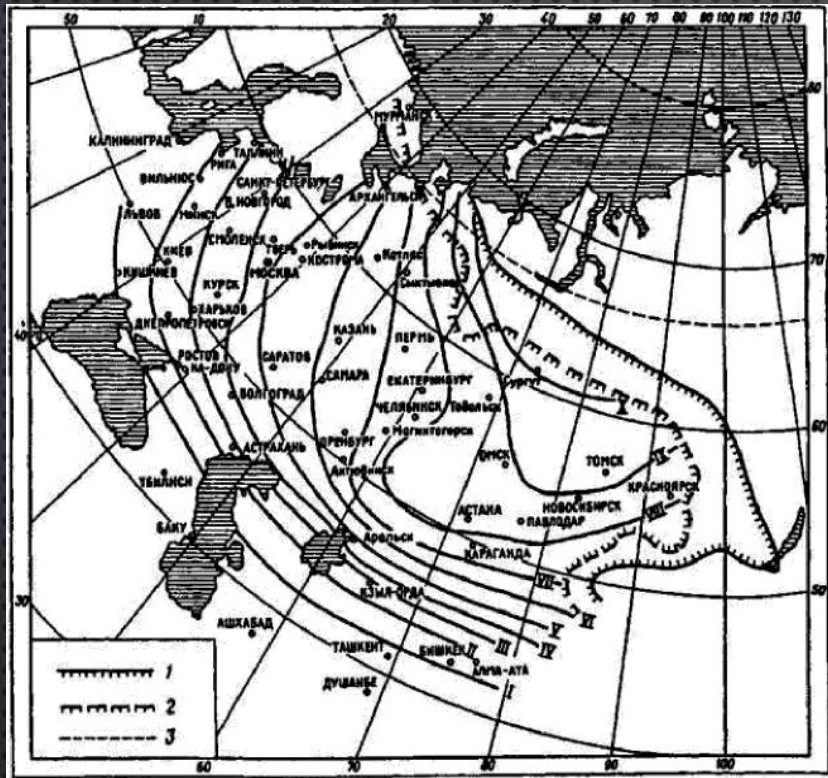 50 10 20 30 40 50 60 70 80 90 100 110 120 130
МУРМАНСК
80
КАЛИНИНГРАД
ТАЛЛИНН
РИГА
ВИЛЬНЮС
САНКТ-ПЕТЕРБУРГ
АРХАНГЕЛЬСК
Н.НОВГОРОД
МИНСК
ЛЬВОВ
СМОЛЕНСК
ТВЕРЬ
Рыбинск
КОСТРОМА
Котлас
70
КИЕВ
МОСКВА
Сыктывкар
КИШИНЕВ
КУРСК
ХАРЬКОВ
ДНЕПРОПЕТРОВСК
40
КАЗАНЬ
ПЕРМЬ
РОСТОВ
НА-ДОНУ
САРАТОВ
САМАРА
ЕКАТЕРИНБУРГ
Сургут
X
ВОЛГОГРАД
ЧЕЛЯБИНСК
Тобольск
60
ОРЕНБУРГ
Магнитогорск
АСТРАХАНЬ
Актюбинск
ОМСК
ТОМСК
IX
ТБИЛИСИ
КРАСНОЯРСК
НОВОСИБИРСК
VIII
АСТАНА
ПАВЛОДАР
БАКУ
Аральск
КАРАГАНДА
VII
КЗЫЛ-ОРДА
VI
50
30
V
АШХАБАД
III
IV
II
ТАШКЕНТ
БИШКЕК
АЛМА-АТА
I
ДУШАНБЕ
1
2
3
60 70 80 90 100